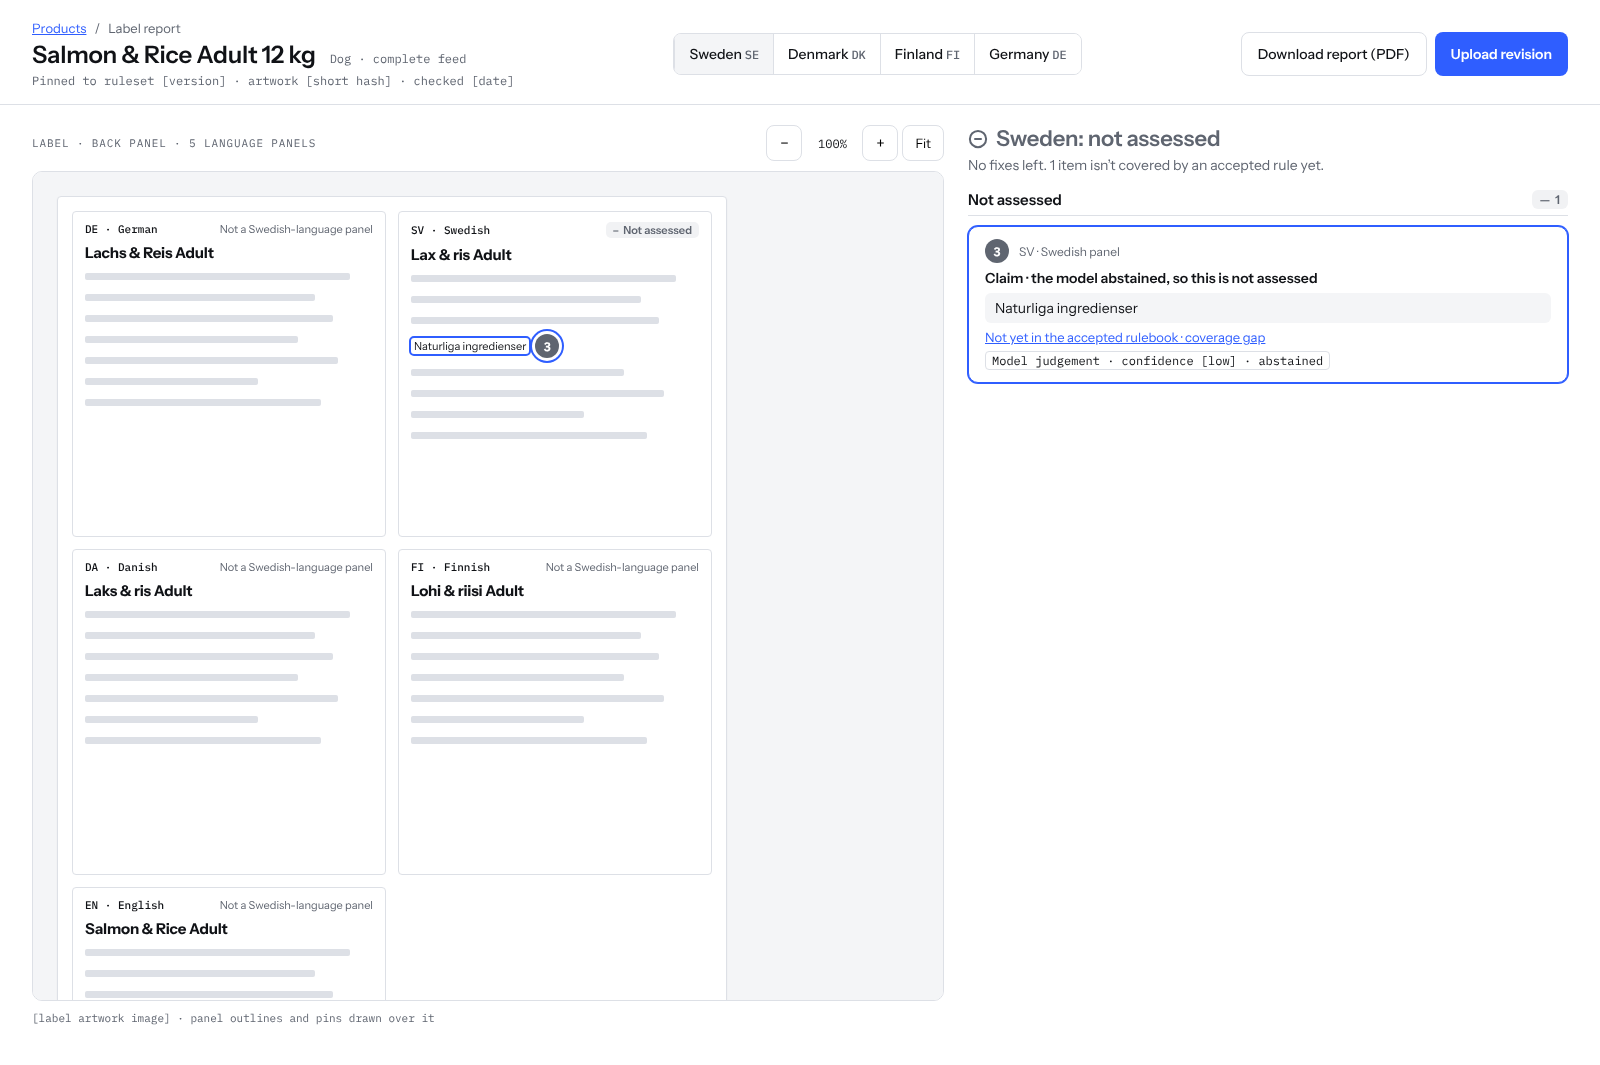 Products / Label report
Salmon & Rice Adult 12 kg Dog · complete feed
Pinned to ruleset [version] · artwork [short hash] · checked [date]
Sweden SE Denmark DK Finland FI Germany DE
Download report (PDF) Upload revision
LABEL · BACK PANEL · 5 LANGUAGE PANELS
− 100% + Fit
DE · German Not a Swedish-language panel
Lachs & Reis Adult
SV · Swedish – Not assessed
Lax & ris Adult
Naturliga ingredienser 3
DA · Danish Not a Swedish-language panel
Laks & ris Adult
FI · Finnish Not a Swedish-language panel
Lohi & riisi Adult
EN · English Not a Swedish-language panel
Salmon & Rice Adult
[label artwork image] · panel outlines and pins drawn over it
Sweden: not assessed
No fixes left. 1 item isn't covered by an accepted rule yet.
Not assessed — 1
3 SV · Swedish panel
Claim · the model abstained, so this is not assessed
Naturliga ingredienser
Not yet in the accepted rulebook · coverage gap
Model judgement · confidence [low] · abstained